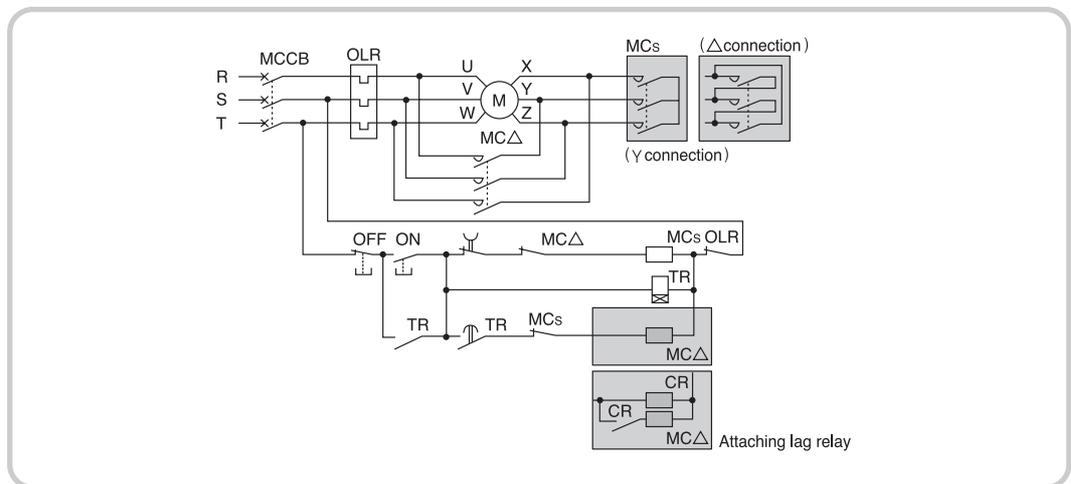 MCCB
OLR
MCs
(△connection)
R
S
T
U
V
W
M
X
Y
Z
MC△
(Y connection)
OFF
ON
MC△
MCs OLR
TR
TR
TR
MCs
MC△
CR
CR
MC△
Attaching lag relay